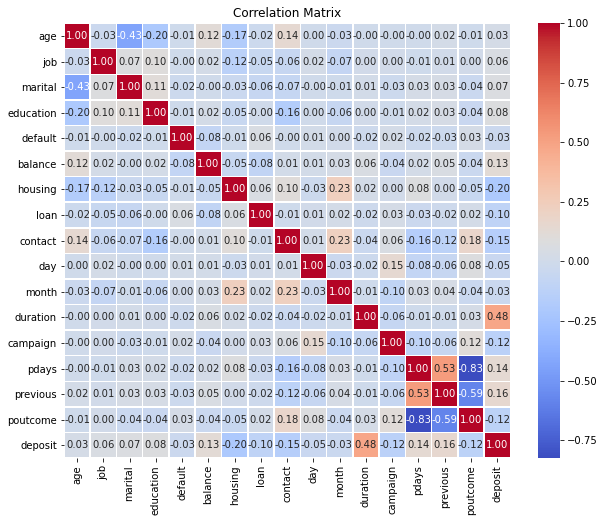 Correlation Matrix
age 1.00 -0.03 -0.43 -0.20 -0.01 0.12 -0.17 -0.02 0.14 0.00 -0.03 -0.00 -0.00 -0.00 0.02 -0.01 0.03
job -0.03 1.00 0.07 0.10 -0.00 0.02 -0.12 -0.05 -0.06 0.02 -0.07 0.00 0.00 -0.01 0.01 0.00 0.06
marital -0.43 0.07 1.00 0.11 -0.02 -0.00 -0.03 -0.06 -0.07 -0.00 -0.01 0.01 0.03 0.03 0.03 -0.04 0.07
education -0.20 0.10 0.11 1.00 -0.01 0.02 -0.05 -0.00 -0.16 0.00 -0.06 0.00 -0.01 0.02 0.03 -0.04 0.08
default -0.01 -0.00 -0.02 -0.01 1.00 -0.08 -0.01 0.06 -0.00 0.01 0.00 -0.02 0.02 -0.02 -0.03 0.03 -0.03
balance 0.12 0.02 -0.00 0.02 -0.08 1.00 -0.05 -0.08 0.01 0.01 0.03 0.06 -0.04 0.02 0.05 -0.04 0.13
housing -0.17 -0.12 -0.03 -0.05 -0.01 -0.05 1.00 0.06 0.10 -0.03 0.23 0.02 0.00 0.08 0.00 -0.05 -0.20
loan -0.02 -0.05 -0.06 -0.00 0.06 -0.08 0.06 1.00 -0.01 0.01 0.02 -0.02 0.03 -0.03 -0.02 0.02 -0.10
contact 0.14 -0.06 -0.07 -0.16 -0.00 0.01 0.10 -0.01 1.00 0.01 0.23 -0.04 0.06 -0.16 -0.12 0.18 -0.15
day 0.00 0.02 -0.00 0.00 0.01 0.01 -0.03 0.01 0.01 1.00 -0.03 -0.02 0.15 -0.08 -0.06 0.08 -0.05
month -0.03 -0.07 -0.01 -0.06 0.00 0.03 0.23 0.02 0.23 -0.03 1.00 -0.01 -0.10 0.03 0.04 -0.04 -0.03
duration -0.00 0.00 0.01 0.00 -0.02 0.06 0.02 -0.02 -0.04 -0.02 -0.01 1.00 -0.06 -0.01 -0.01 0.03 0.48
campaign -0.00 0.00 0.03 -0.01 0.02 -0.04 0.00 0.03 0.06 0.15 -0.10 -0.06 1.00 -0.10 -0.06 0.12 -0.12
pdays -0.00 -0.01 0.03 0.02 -0.02 0.02 0.08 -0.03 -0.16 -0.08 0.03 -0.01 -0.10 1.00 0.53 -0.83 0.14
previous 0.02 0.01 0.03 0.03 -0.03 0.05 0.00 -0.02 -0.12 -0.06 0.04 -0.01 -0.06 0.53 1.00 -0.59 0.16
poutcome -0.01 0.00 -0.04 -0.04 0.03 -0.04 -0.05 0.02 0.18 0.08 -0.04 0.03 0.12 -0.83 -0.59 1.00 -0.12
deposit 0.03 0.06 0.07 0.08 -0.03 0.13 -0.20 -0.10 -0.15 -0.05 -0.03 0.48 -0.12 0.14 0.16 -0.12 1.00
age job marital education default balance housing loan contact day month duration campaign pdays previous poutcome deposit
1.00
0.75
0.50
0.25
0.00
−0.25
−0.50
−0.75